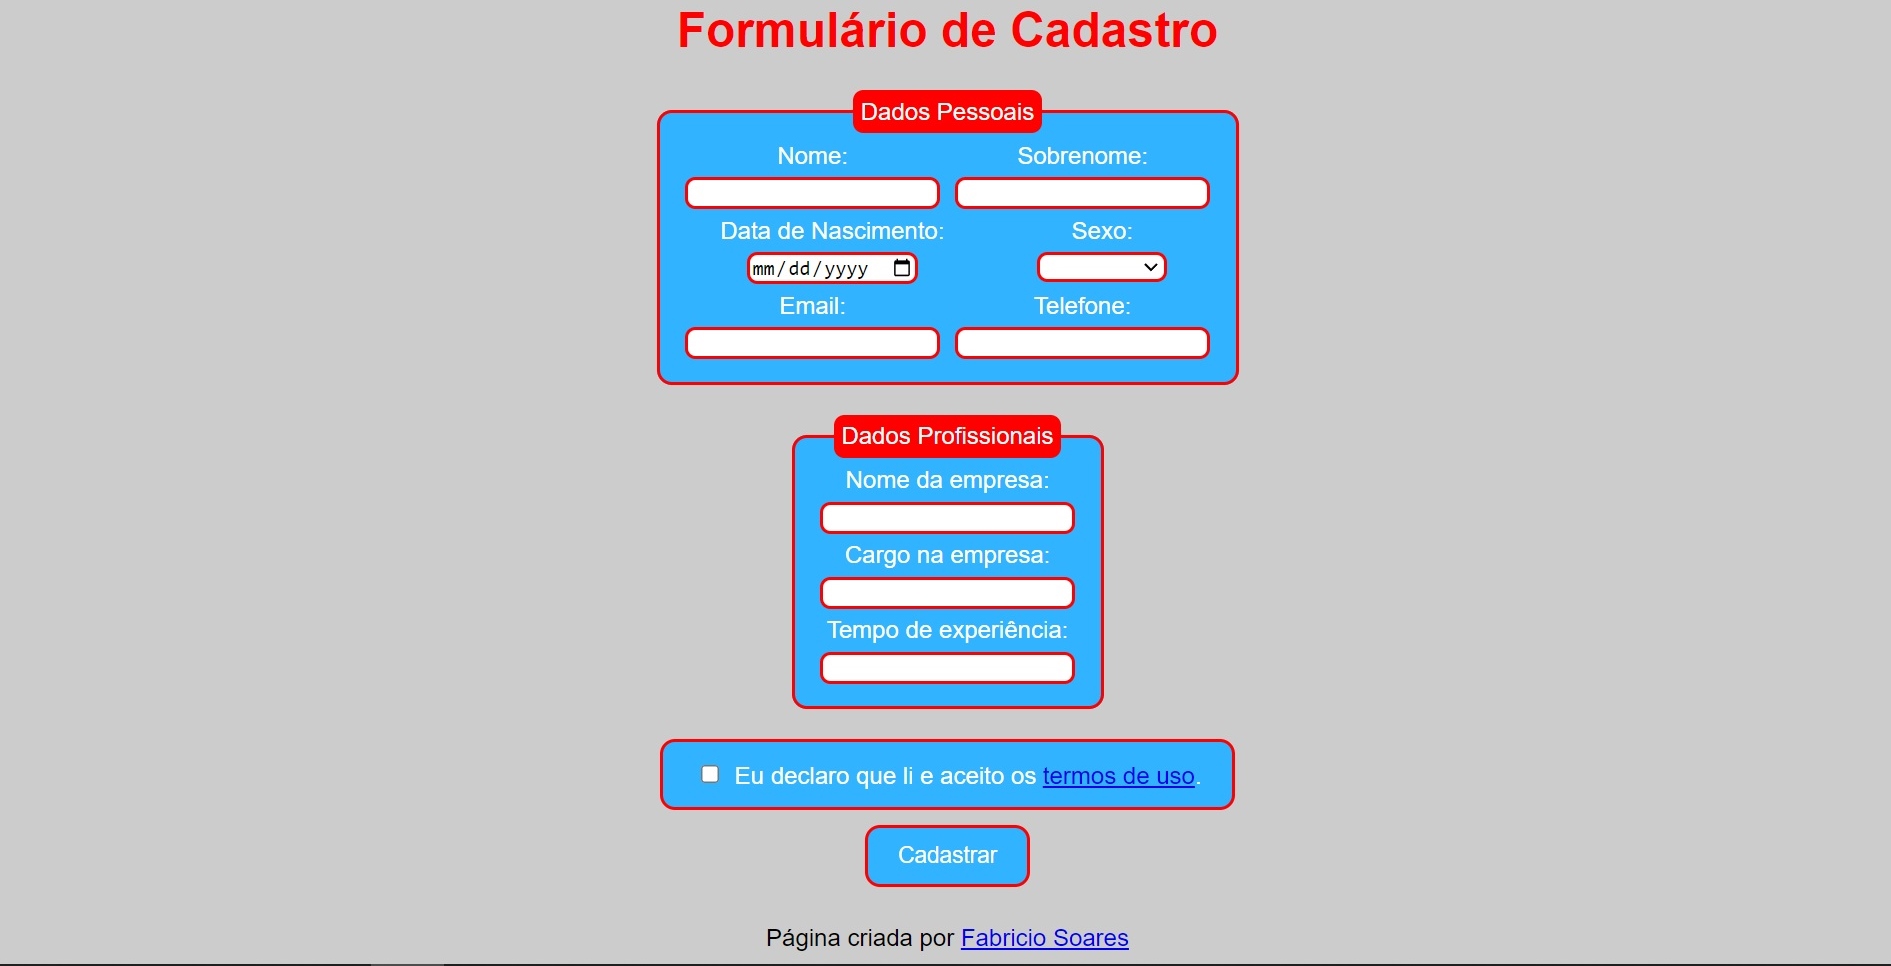 Formulário de Cadastro
Dados Pessoais
Nome: Sobrenome:
Data de Nascimento: Sexo:
mm/dd/yyyy
Email: Telefone:
Dados Profissionais
Nome da empresa:
Cargo na empresa:
Tempo de experiência:
Eu declaro que li e aceito os termos de uso.
Cadastrar
Página criada por Fabricio Soares